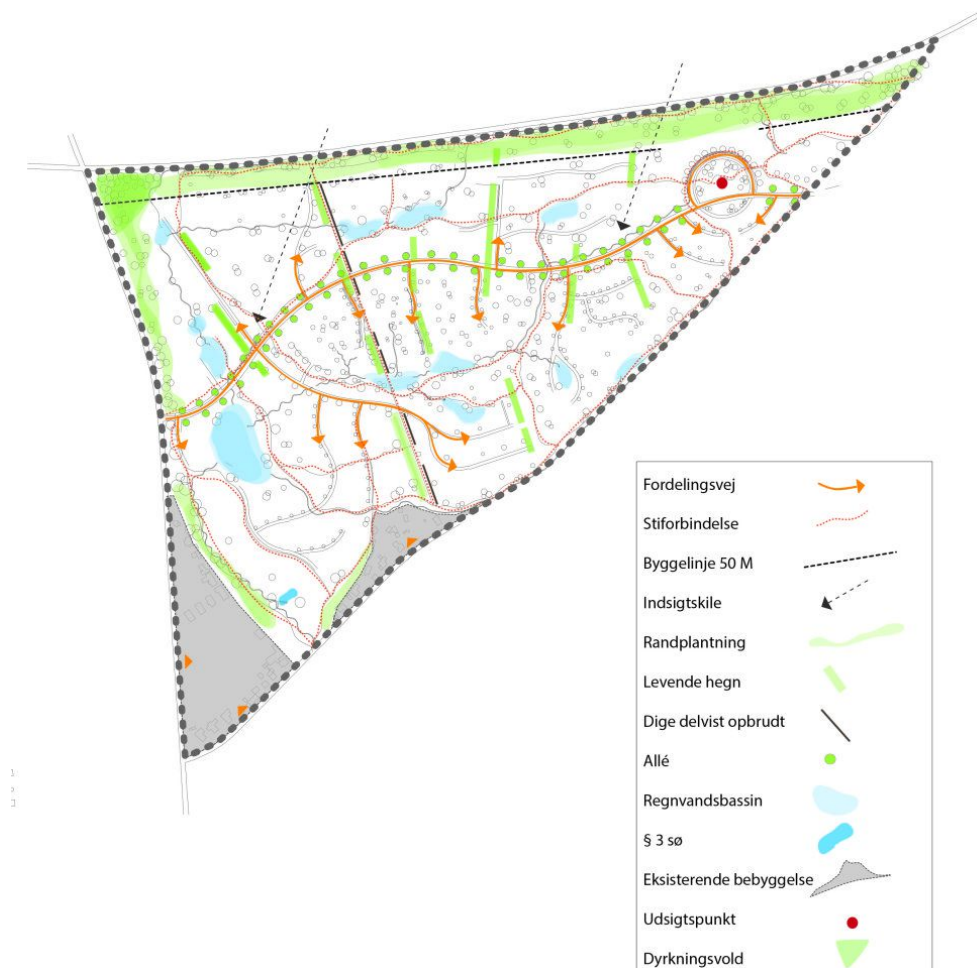 Fordelingsvej
Stiforbindelse
Byggelinje 50 M
Indsigtskile
Randplantning
Levende hegn
Dige delvist opbrudt
Allé
Regnvandsbassin
§ 3 sø
Eksisterende bebyggelse
Udsigtspunkt
Dyrkningsvold